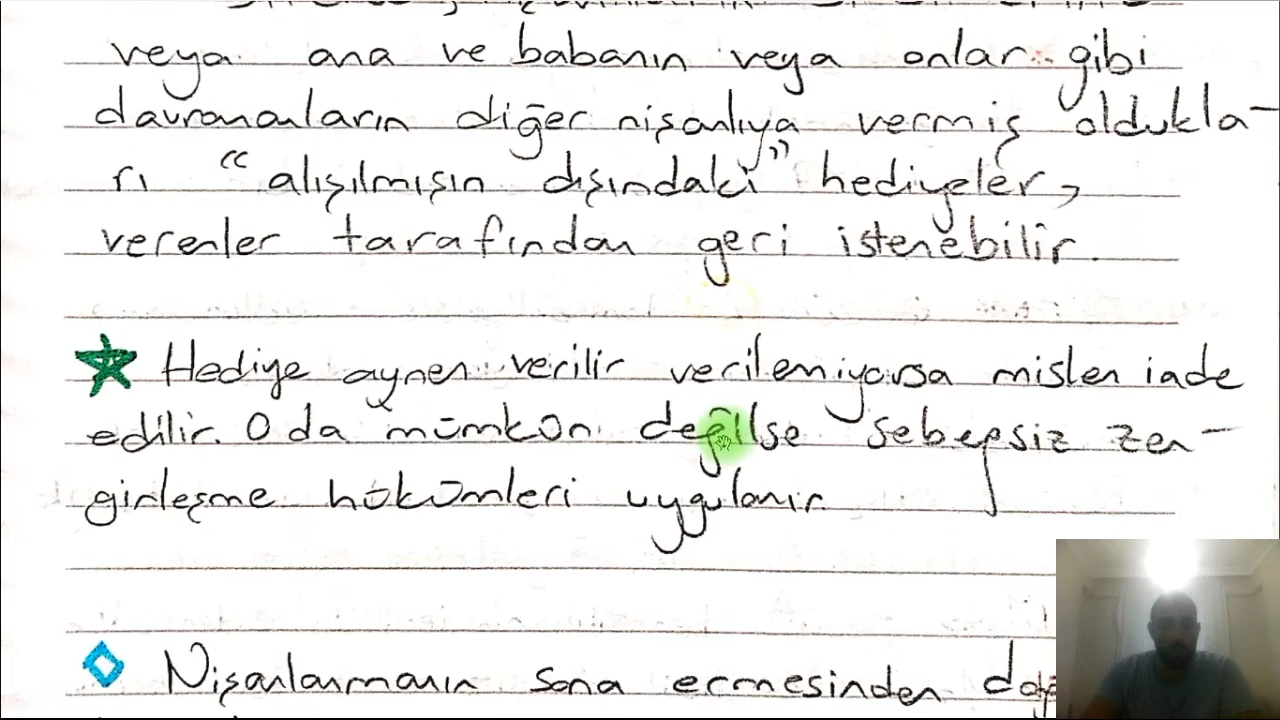 veya ana ve babanın veya onlar gibi
davrananların diğer nişanlıya vermiş oldukla-
rı "alışılmışın dışındaki" hediyeler,
verenler tarafından geri istenebilir.
Hediye aynen verilir verilemiyorsa mislen iade
edilir. O da mümkün değilse sebepsiz zen-
ginleşme hükümleri uygulanır.
Nişanlanmanın sona ermesinden